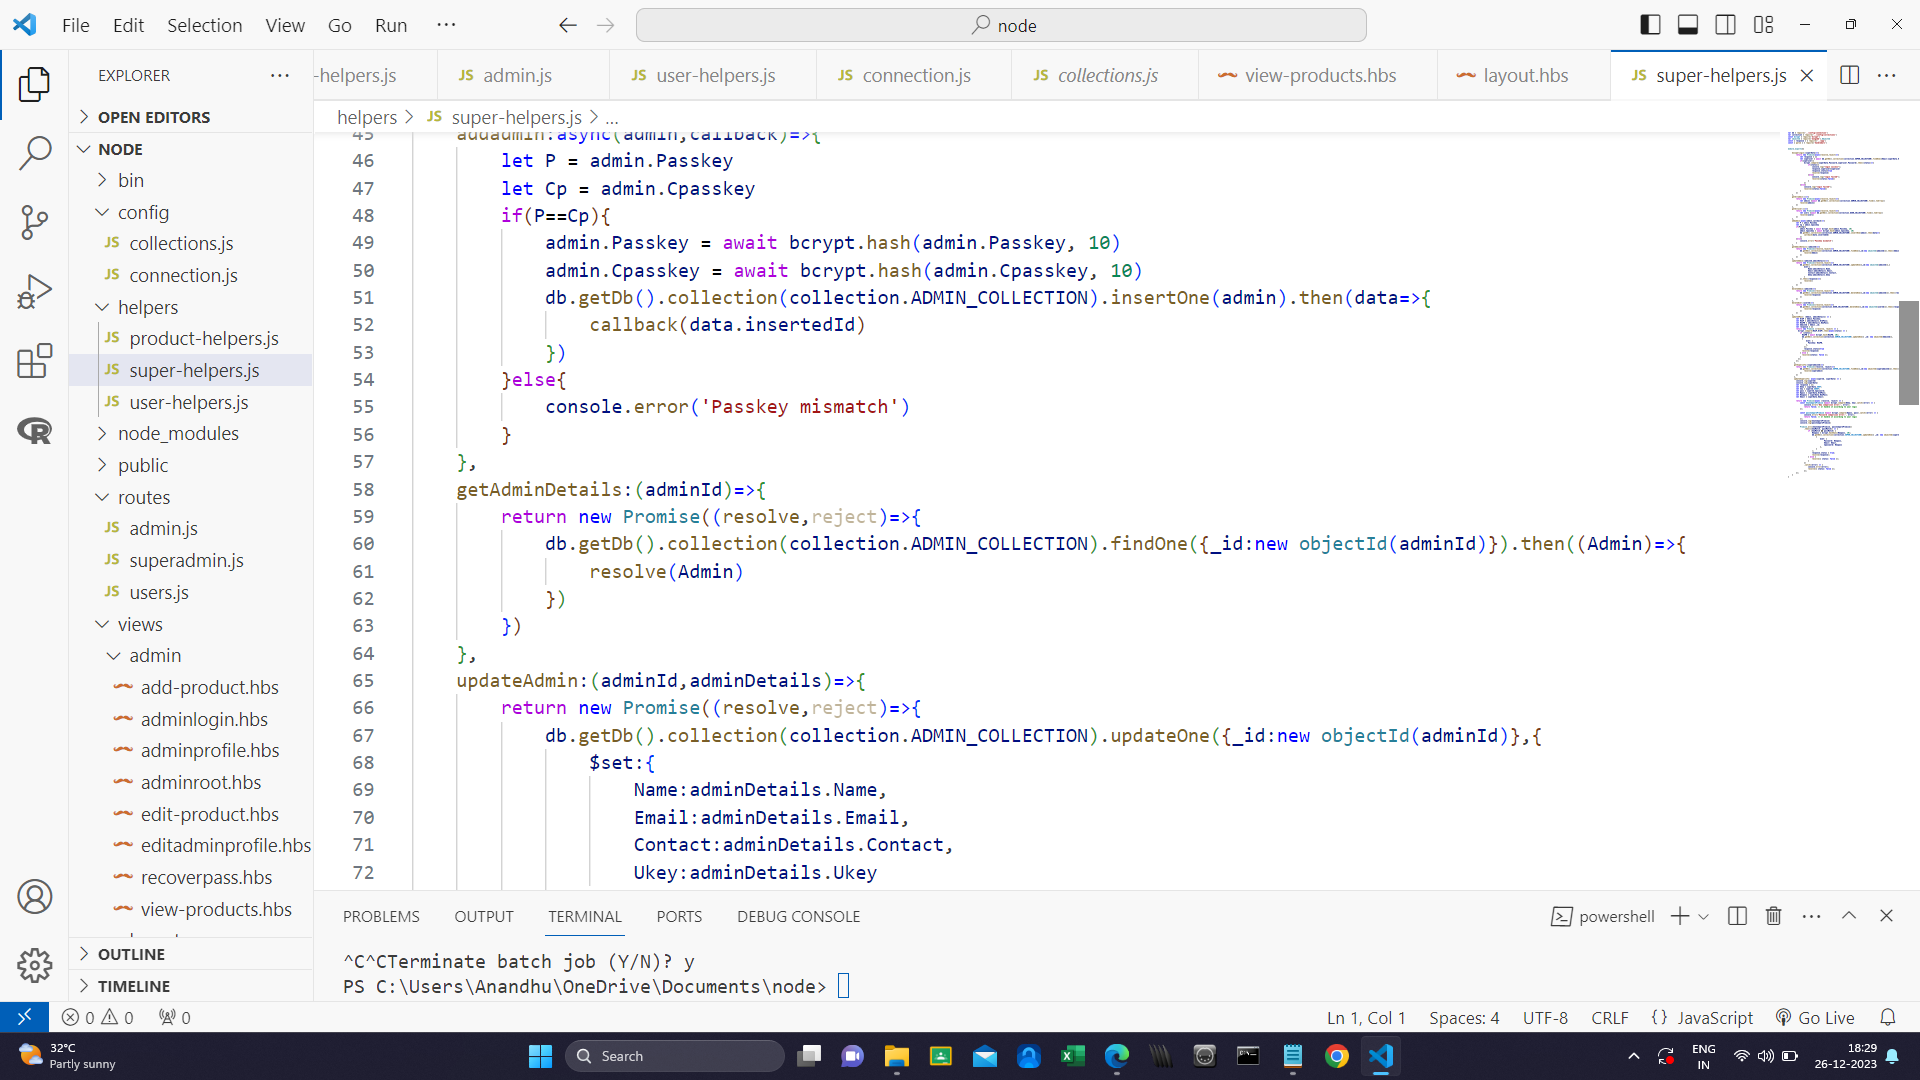 File Edit Selection View Go Run ···
node
EXPLORER ···
-helpers.js
JS admin.js
JS user-helpers.js
JS connection.js
JS collections.js
view-products.hbs
layout.hbs
JS super-helpers.js
OPEN EDITORS
NODE
bin
config
JS collections.js
JS connection.js
helpers
JS product-helpers.js
JS super-helpers.js
JS user-helpers.js
node_modules
public
routes
JS admin.js
JS superadmin.js
JS users.js
views
admin
add-product.hbs
adminlogin.hbs
adminprofile.hbs
adminroot.hbs
edit-product.hbs
editadminprofile.hbs
recoverpass.hbs
view-products.hbs
OUTLINE
TIMELINE
helpers > JS super-helpers.js > ...
45 addadmin:async(admin,callback)=>{
46 let P = admin.Passkey
47 let Cp = admin.Cpasskey
48 if(P==Cp){
49 admin.Passkey = await bcrypt.hash(admin.Passkey, 10)
50 admin.Cpasskey = await bcrypt.hash(admin.Cpasskey, 10)
51 db.getDb().collection(collection.ADMIN_COLLECTION).insertOne(admin).then(data=>{
52 callback(data.insertedId)
53 })
54 }else{
55 console.error('Passkey mismatch')
56 }
57 },
58 getAdminDetails:(adminId)=>{
59 return new Promise((resolve,reject)=>{
60 db.getDb().collection(collection.ADMIN_COLLECTION).findOne({_id:new objectId(adminId)}).then((Admin)=>{
61 resolve(Admin)
62 })
63 })
64 },
65 updateAdmin:(adminId,adminDetails)=>{
66 return new Promise((resolve,reject)=>{
67 db.getDb().collection(collection.ADMIN_COLLECTION).updateOne({_id:new objectId(adminId)},{
68 $set:{
69 Name:adminDetails.Name,
70 Email:adminDetails.Email,
71 Contact:adminDetails.Contact,
72 Ukey:adminDetails.Ukey
PROBLEMS OUTPUT TERMINAL PORTS DEBUG CONSOLE
powershell
^C^CTerminate batch job (Y/N)? y
PS C:\Users\Anandhu\OneDrive\Documents\node>
0 0 0
Ln 1, Col 1 Spaces: 4 UTF-8 CRLF {} JavaScript Go Live
32°C
Partly sunny
Search
ENG
IN
18:29
26-12-2023